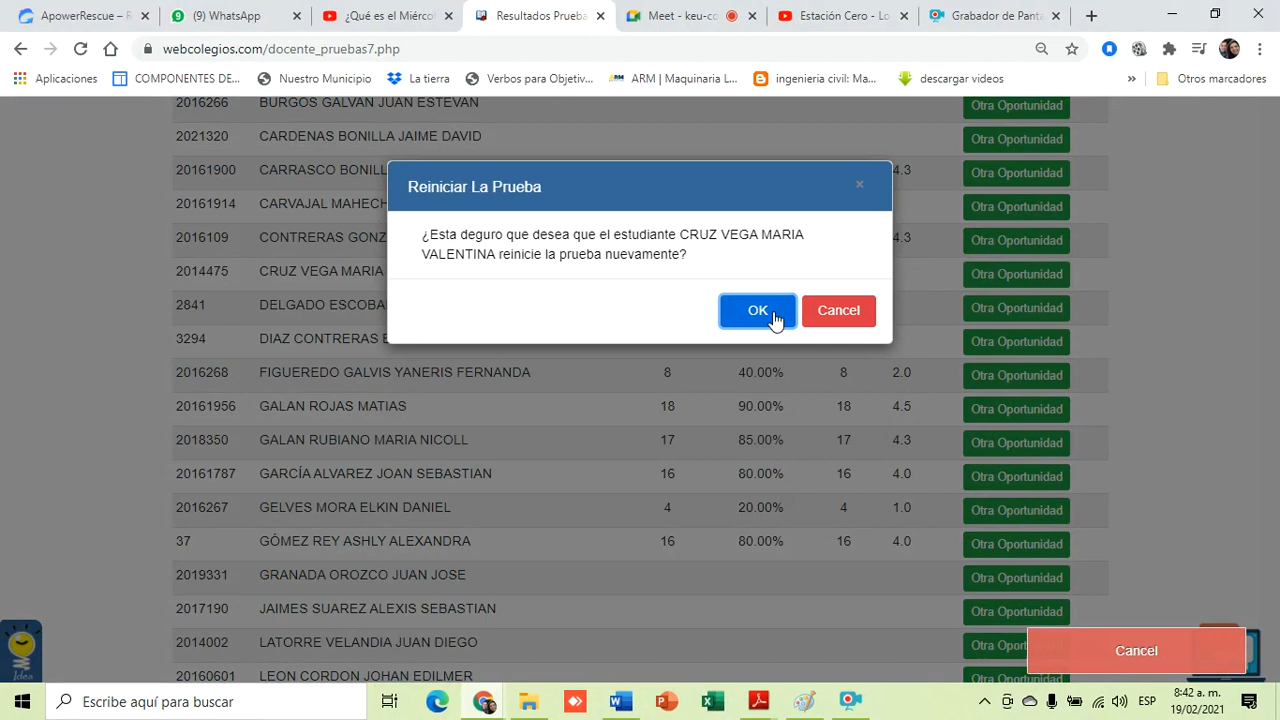 ApowerRescue - R
(9) WhatsApp
¿Qué es el Miércol
Resultados Prueba
Meet - keu-co
Estación Cero - Lo
Grabador de Panta
webcolegios.com/docente_pruebas7.php
Aplicaciones
COMPONENTES DE...
Nuestro Municipio
La tierra
Verbos para Objetiv...
ARM | Maquinaria L...
ingenieria civil: Ma...
descargar videos
»
Otros marcadores
2016266 BURGOS GALVAN JUAN ESTEVAN Otra Oportunidad
2021320 CARDENAS BONILLA JAIME DAVID Otra Oportunidad
20161900 CARRASCO BONILL 4.3 Otra Oportunidad
20161914 CARVAJAL MAHECH Otra Oportunidad
2016109 CONTRERAS GONZ 4.3 Otra Oportunidad
2014475 CRUZ VEGA MARIA Otra Oportunidad
2841 DELGADO ESCOBA Otra Oportunidad
3294 DIAZ CONTRERAS E Otra Oportunidad
Reiniciar La Prueba
×
¿Esta deguro que desea que el estudiante CRUZ VEGA MARIA
VALENTINA reinicie la prueba nuevamente?
OK
Cancel
2016268 FIGUEREDO GALVIS YANERIS FERNANDA 8 40.00% 8 2.0 Otra Oportunidad
20161956 GALAN ROJAS MATIAS 18 90.00% 18 4.5 Otra Oportunidad
2018350 GALAN RUBIANO MARIA NICOLL 17 85.00% 17 4.3 Otra Oportunidad
20161787 GARCÍA ALVAREZ JOAN SEBASTIAN 16 80.00% 16 4.0 Otra Oportunidad
2016267 GELVES MORA ELKIN DANIEL 4 20.00% 4 1.0 Otra Oportunidad
37 GÓMEZ REY ASHLY ALEXANDRA 16 80.00% 16 4.0 Otra Oportunidad
2019331 GRANADA OROZCO JUAN JOSE Otra Oportunidad
2017190 JAIMES SUAREZ ALEXIS SEBASTIAN Otra Oportunidad
2014002 LATORRE VELANDIA JUAN DIEGO Otra Oportunidad
20160601 LEON CORDON JOHAN EDILMER Otra Oportunidad
Cancel
Idea
Escribe aquí para buscar
ESP
8:42 a. m.
19/02/2021